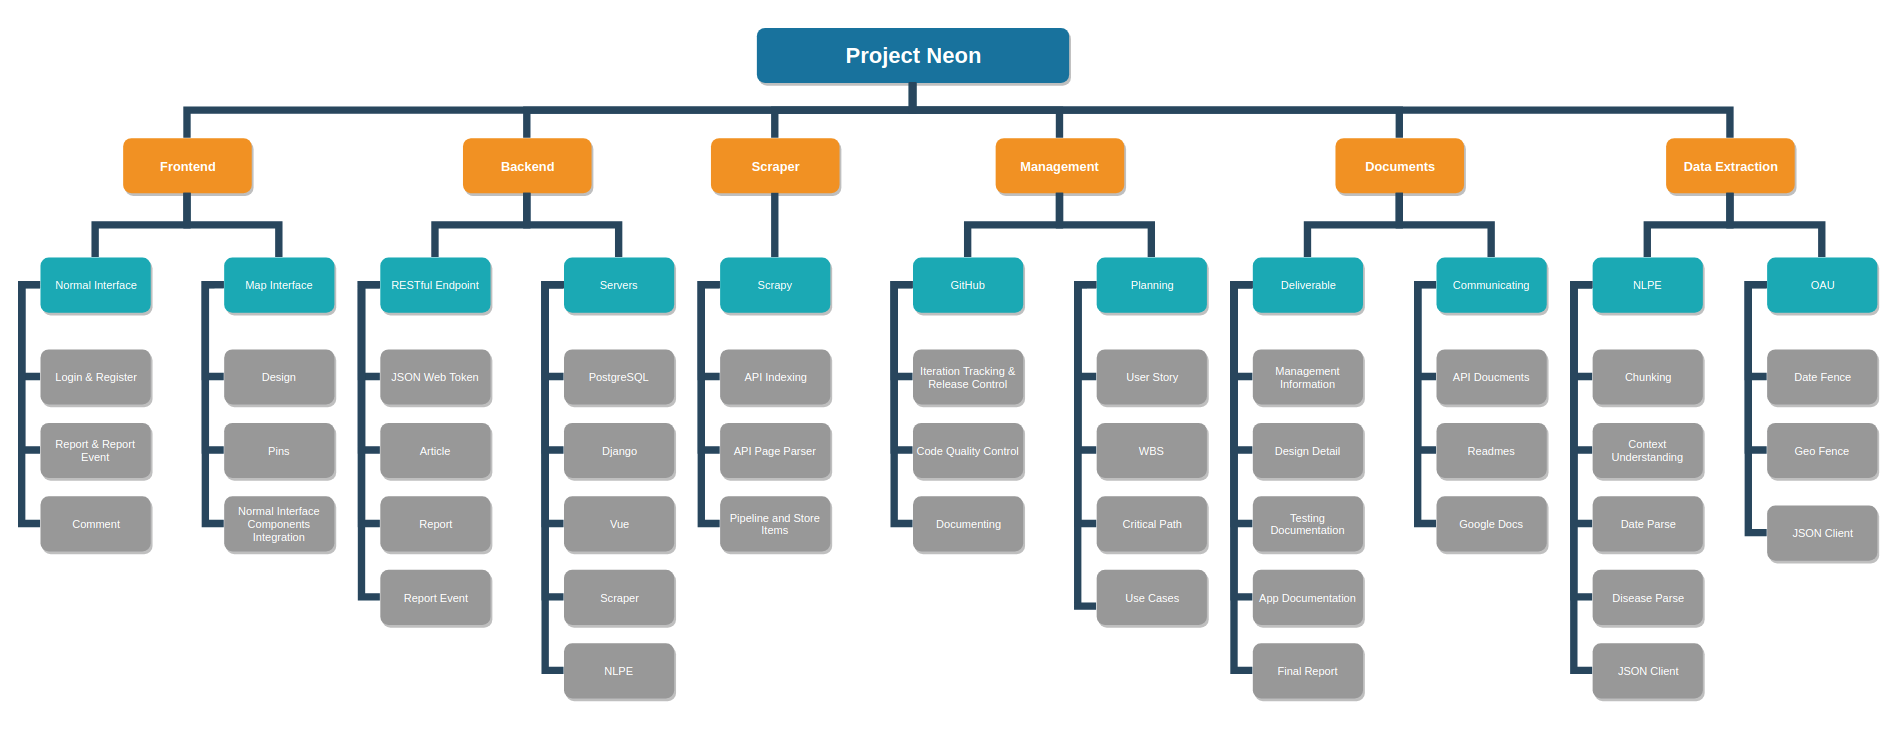 Project Neon
Frontend
Backend
Scraper
Management
Documents
Data Extraction
Normal Interface
Map Interface
RESTful Endpoint
Servers
Scrapy
GitHub
Planning
Deliverable
Communicating
NLPE
OAU
Login & Register
Report & Report
Event
Comment
Design
Pins
Normal Interface
Components
Integration
JSON Web Token
Article
Report
Report Event
PostgreSQL
Django
Vue
Scraper
NLPE
API Indexing
API Page Parser
Pipeline and Store
Items
Iteration Tracking &
Release Control
Code Quality Control
Documenting
User Story
WBS
Critical Path
Use Cases
Management
Information
Design Detail
Testing
Documentation
App Documentation
Final Report
API Doucments
Readmes
Google Docs
Chunking
Context
Understanding
Date Parse
Disease Parse
JSON Client
Date Fence
Geo Fence
JSON Client